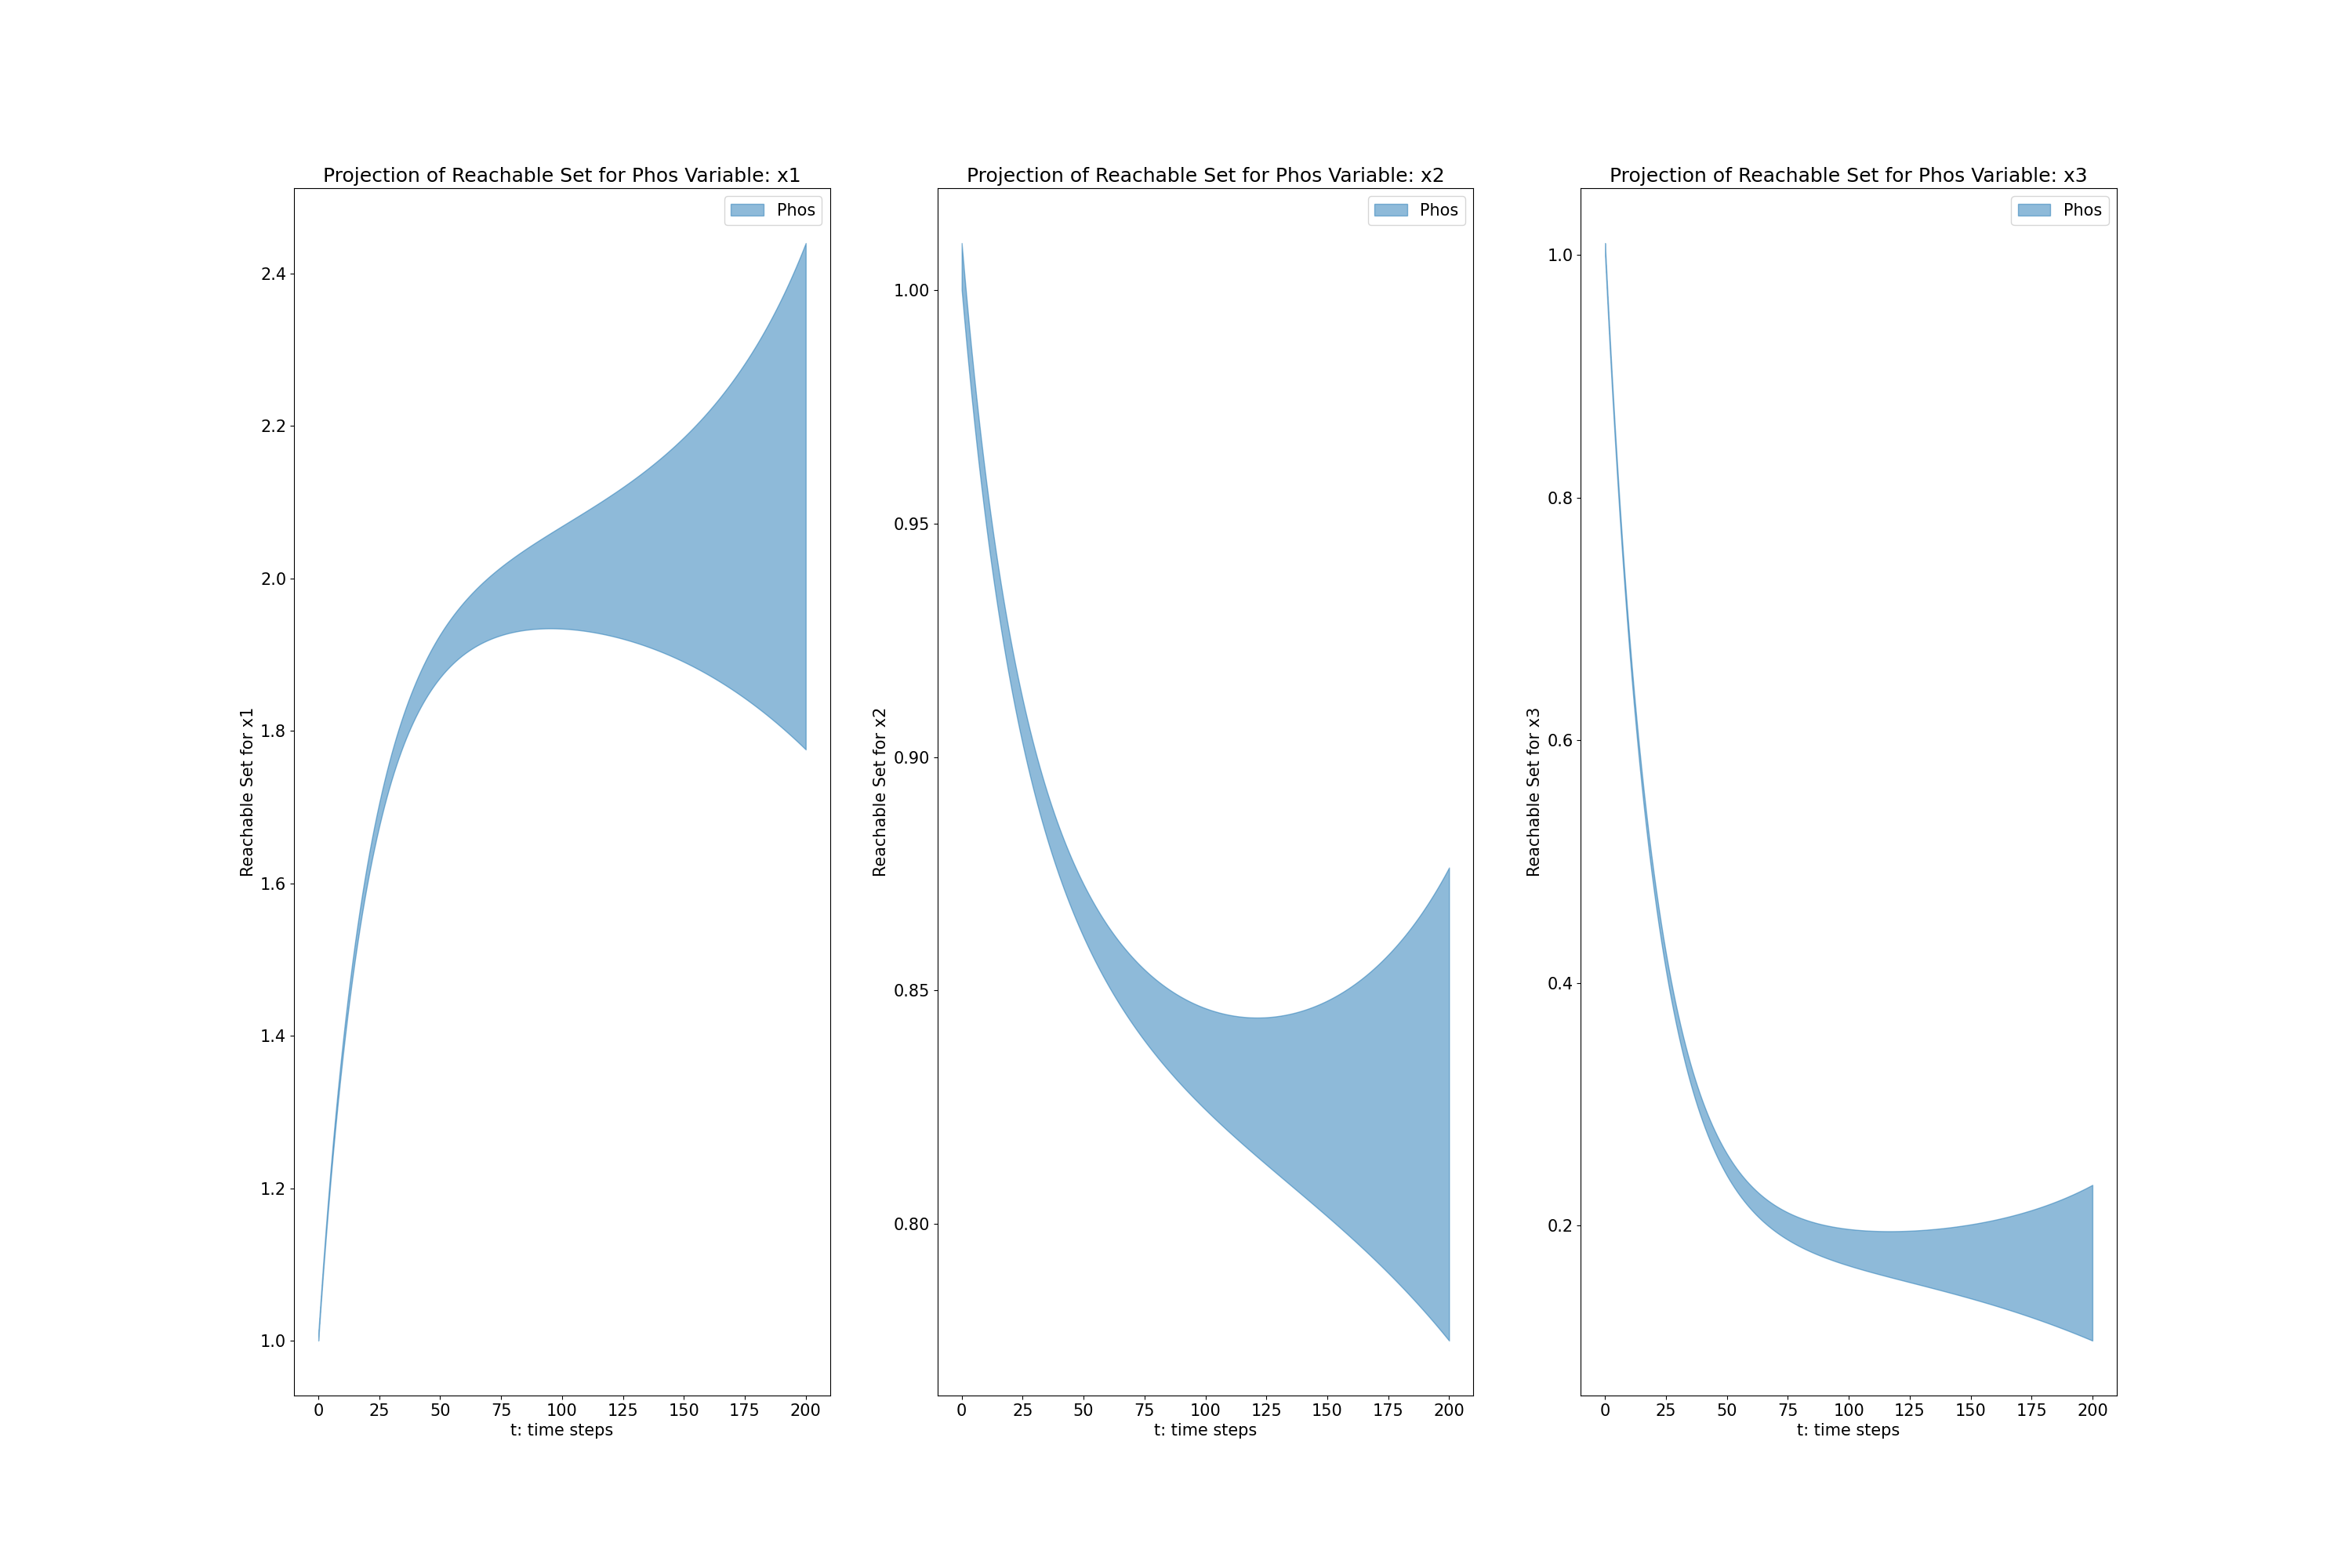 Projection of Reachable Set for Phos Variable: x1
Phos
2.4
2.2
2.0
1.8
1.6
1.4
1.2
1.0
Reachable Set for x1
0 25 50 75 100 125 150 175 200
t: time steps
Projection of Reachable Set for Phos Variable: x2
Phos
1.00
0.95
0.90
0.85
0.80
Reachable Set for x2
0 25 50 75 100 125 150 175 200
t: time steps
Projection of Reachable Set for Phos Variable: x3
Phos
1.0
0.8
0.6
0.4
0.2
Reachable Set for x3
0 25 50 75 100 125 150 175 200
t: time steps